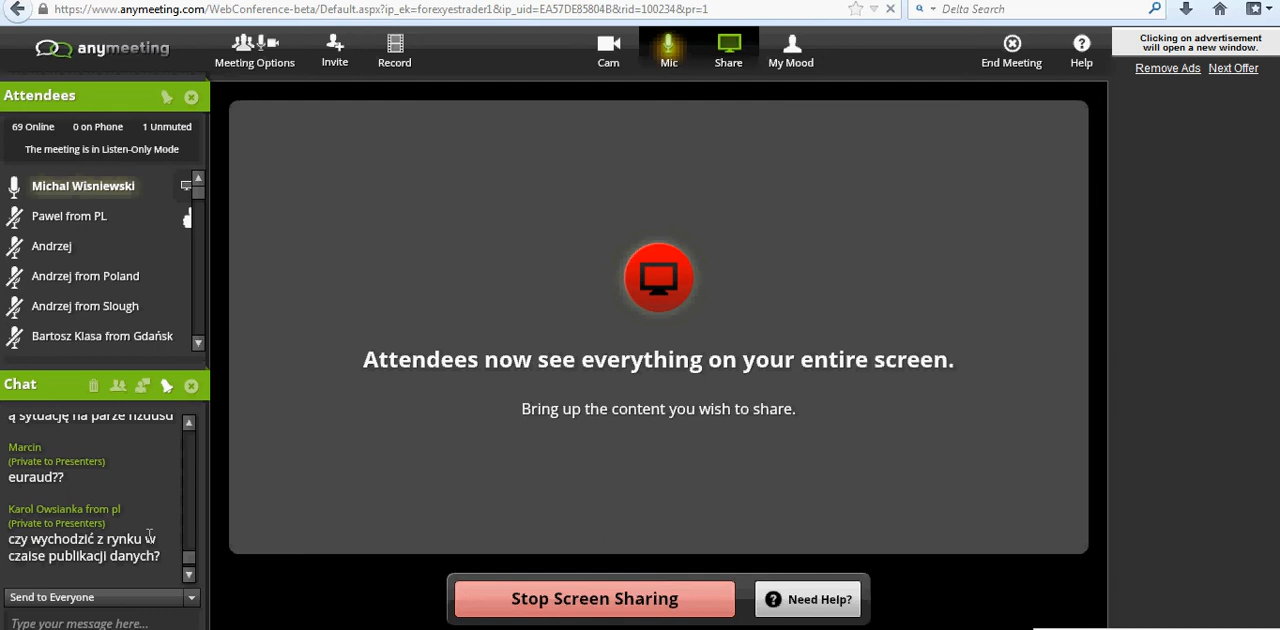 https://www.anymeeting.com/WebConference-beta/Default.aspx?ip_ek=forexyestrader1&ip_uid=EA57DE85804B&rid=100234&pr=1
Delta Search
anymeeting
Meeting Options
Invite
Record
Cam
Mic
Share
My Mood
End Meeting
Help
Clicking on advertisement
will open a new window.
Remove Ads Next Offer
Attendees
69 Online 0 on Phone 1 Unmuted
The meeting is in Listen-Only Mode
Michal Wisniewski
Pawel from PL
Andrzej
Andrzej from Poland
Andrzej from Slough
Bartosz Klasa from Gdańsk
Chat
ą sytuację na parze nzdusd
Marcin
(Private to Presenters)
euraud??
Karol Owsianka from pl
(Private to Presenters)
czy wychodzić z rynku w
czaise publikacji danych?
Send to Everyone
Type your message here...
Attendees now see everything on your entire screen.
Bring up the content you wish to share.
Stop Screen Sharing
? Need Help?